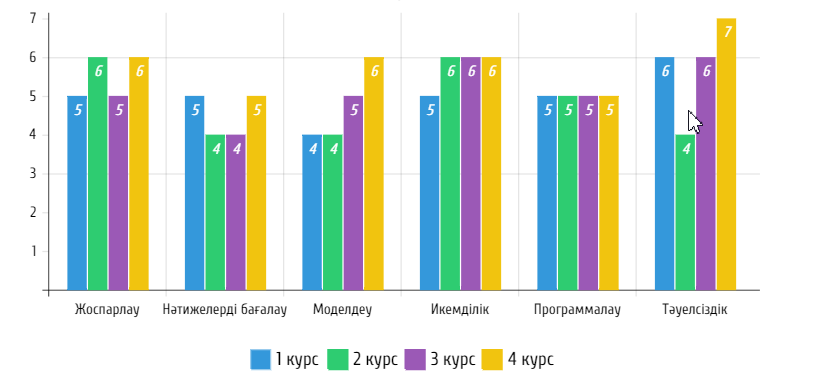 7
6
5
4
3
2
1
5 6 5 6 5 4 4 5 4 4 5 6 5 6 6 6 5 5 5 5 6 4 6 7
Жоспарлау Нәтижелерді бағалау Моделдеу Икемділік Программалау Тәуелсіздік
1 курс 2 курс 3 курс 4 курс